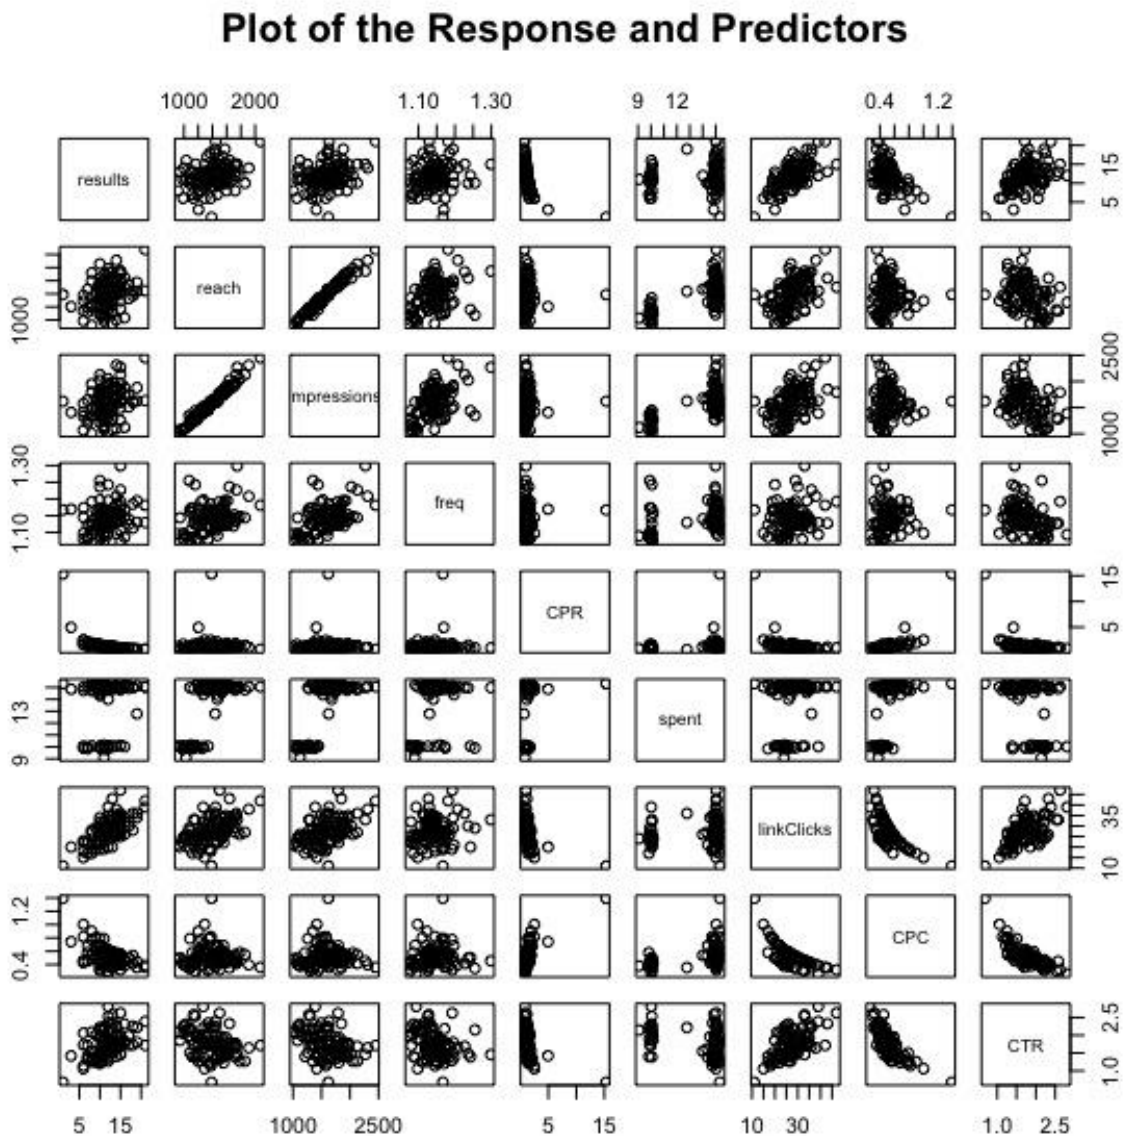 Plot of the Response and Predictors
1000 2000 1.10 1.30 9 12 0.4 1.2
results
5 15
reach
1000
mpressions
1000 2500
freq
1.10 1.30
CPR
5 15
spent
9 13
linkClicks
10 35
CPC
0.4 1.2
CTR
1.0 2.5
5 15 1000 2500 5 15 10 30 1.0 2.5